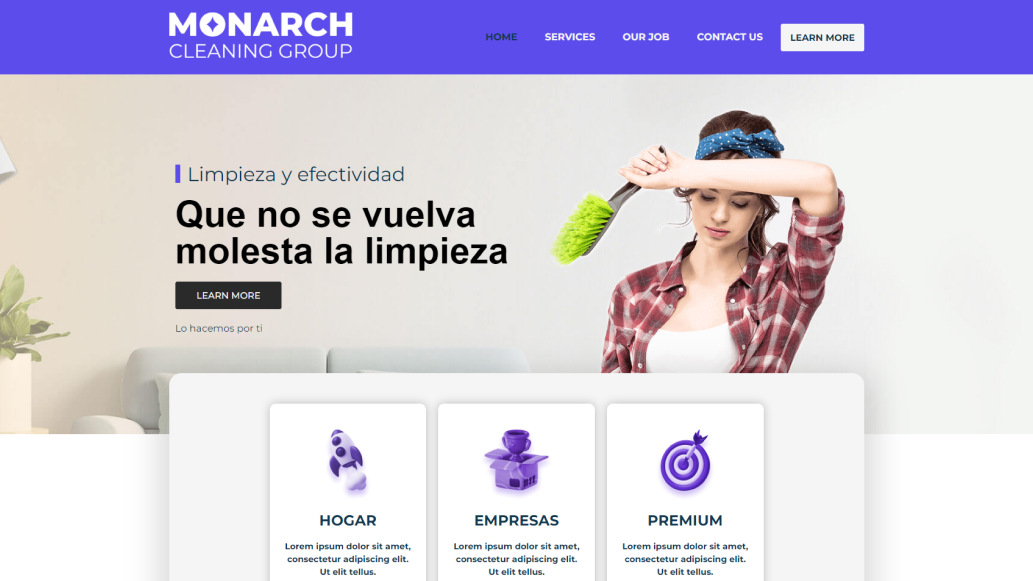 MONARCH
CLEANING GROUP
HOME
SERVICES
OUR JOB
CONTACT US
LEARN MORE
Limpieza y efectividad
Que no se vuelva
molesta la limpieza
LEARN MORE
Lo hacemos por ti
HOGAR
Lorem ipsum dolor sit amet,
consectetur adipiscing elit.
Ut elit tellus.
EMPRESAS
Lorem ipsum dolor sit amet,
consectetur adipiscing elit.
Ut elit tellus.
PREMIUM
Lorem ipsum dolor sit amet,
consectetur adipiscing elit.
Ut elit tellus.